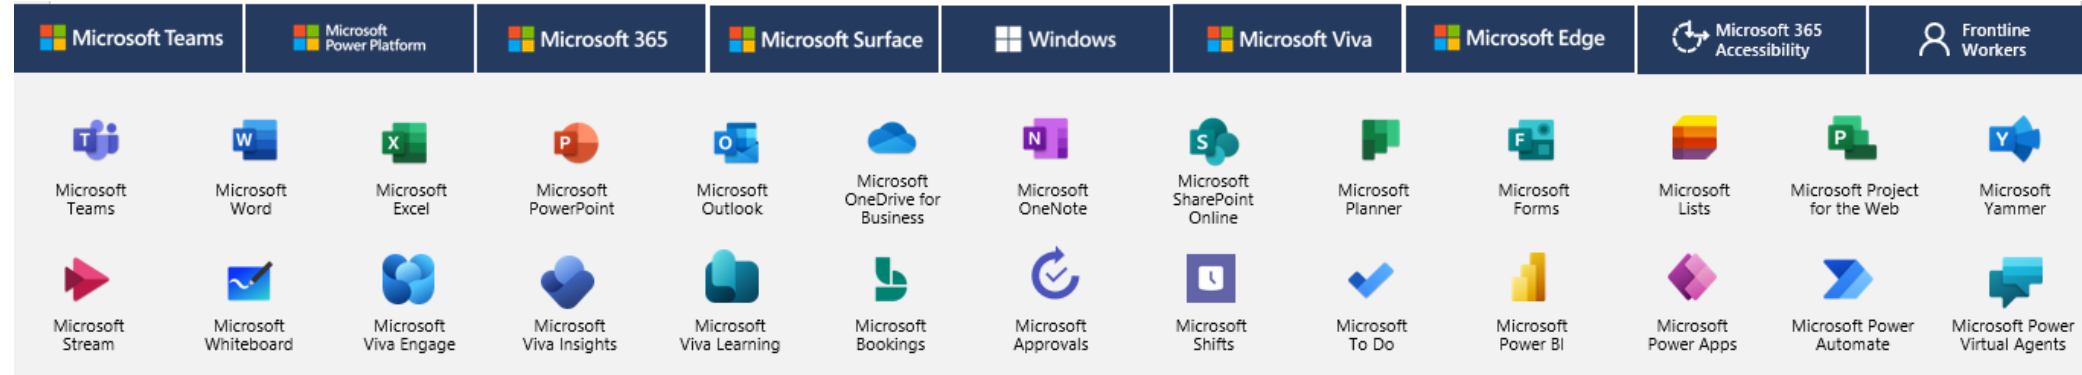 Microsoft Teams
Microsoft
Power Platform
Microsoft 365
Microsoft Surface
Windows
Microsoft Viva
Microsoft Edge
Microsoft 365
Accessibility
Frontline
Workers
T
W
X
P
O
N
S
F
P
Y
Microsoft
Teams
Microsoft
Word
Microsoft
Excel
Microsoft
PowerPoint
Microsoft
Outlook
Microsoft
OneDrive for
Business
Microsoft
OneNote
Microsoft
SharePoint
Online
Microsoft
Planner
Microsoft
Forms
Microsoft
Lists
Microsoft Project
for the Web
Microsoft
Yammer
Microsoft
Stream
Microsoft
Whiteboard
Microsoft
Viva Engage
Microsoft
Viva Insights
Microsoft
Viva Learning
Microsoft
Bookings
Microsoft
Approvals
Microsoft
Shifts
Microsoft
To Do
Microsoft
Power BI
Microsoft
Power Apps
Microsoft Power
Automate
Microsoft Power
Virtual Agents